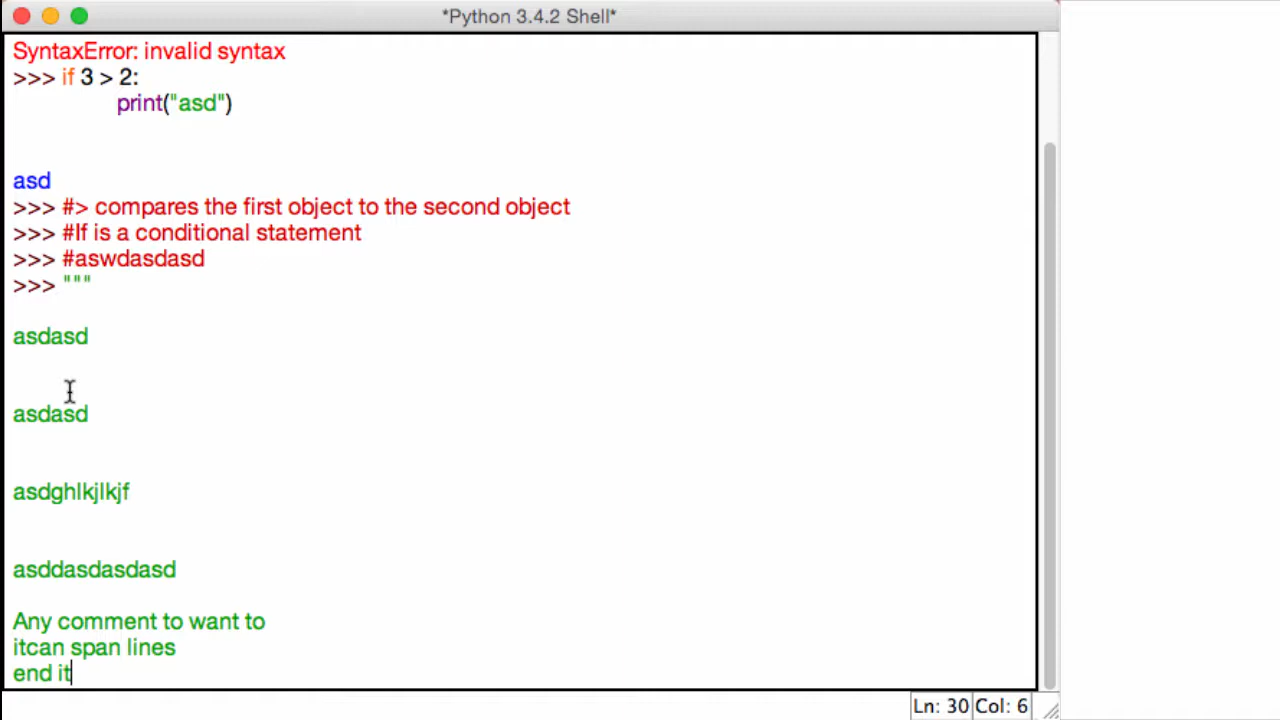 *Python 3.4.2 Shell*
SyntaxError: invalid syntax
>>> if 3 > 2:
print("asd")
asd
>>> #> compares the first object to the second object
>>> #If is a conditional statement
>>> #aswdasdasd
>>> """
asdasd
asdasd
asdghlkjlkjf
asddasdasdasd
Any comment to want to
itcan span lines
end it
Ln: 30 Col: 6